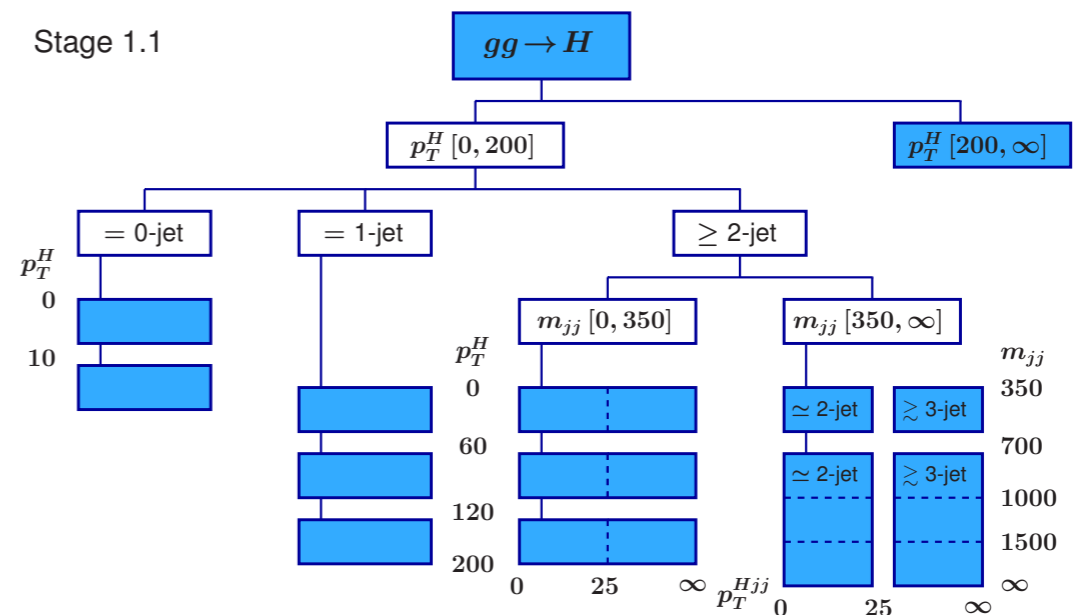 Stage 1.1
gg → H
p_T^H [0, 200]
p_T^H [200, ∞]
= 0-jet
= 1-jet
≥ 2-jet
p_T^H
0
10
m_jj [0, 350]
m_jj [350, ∞]
p_T^H
0
60
120
200
m_jj
350
700
1000
1500
∞
≃ 2-jet
≳ 3-jet
≃ 2-jet
≳ 3-jet
0 25 ∞
p_T^Hjj
0 25 ∞